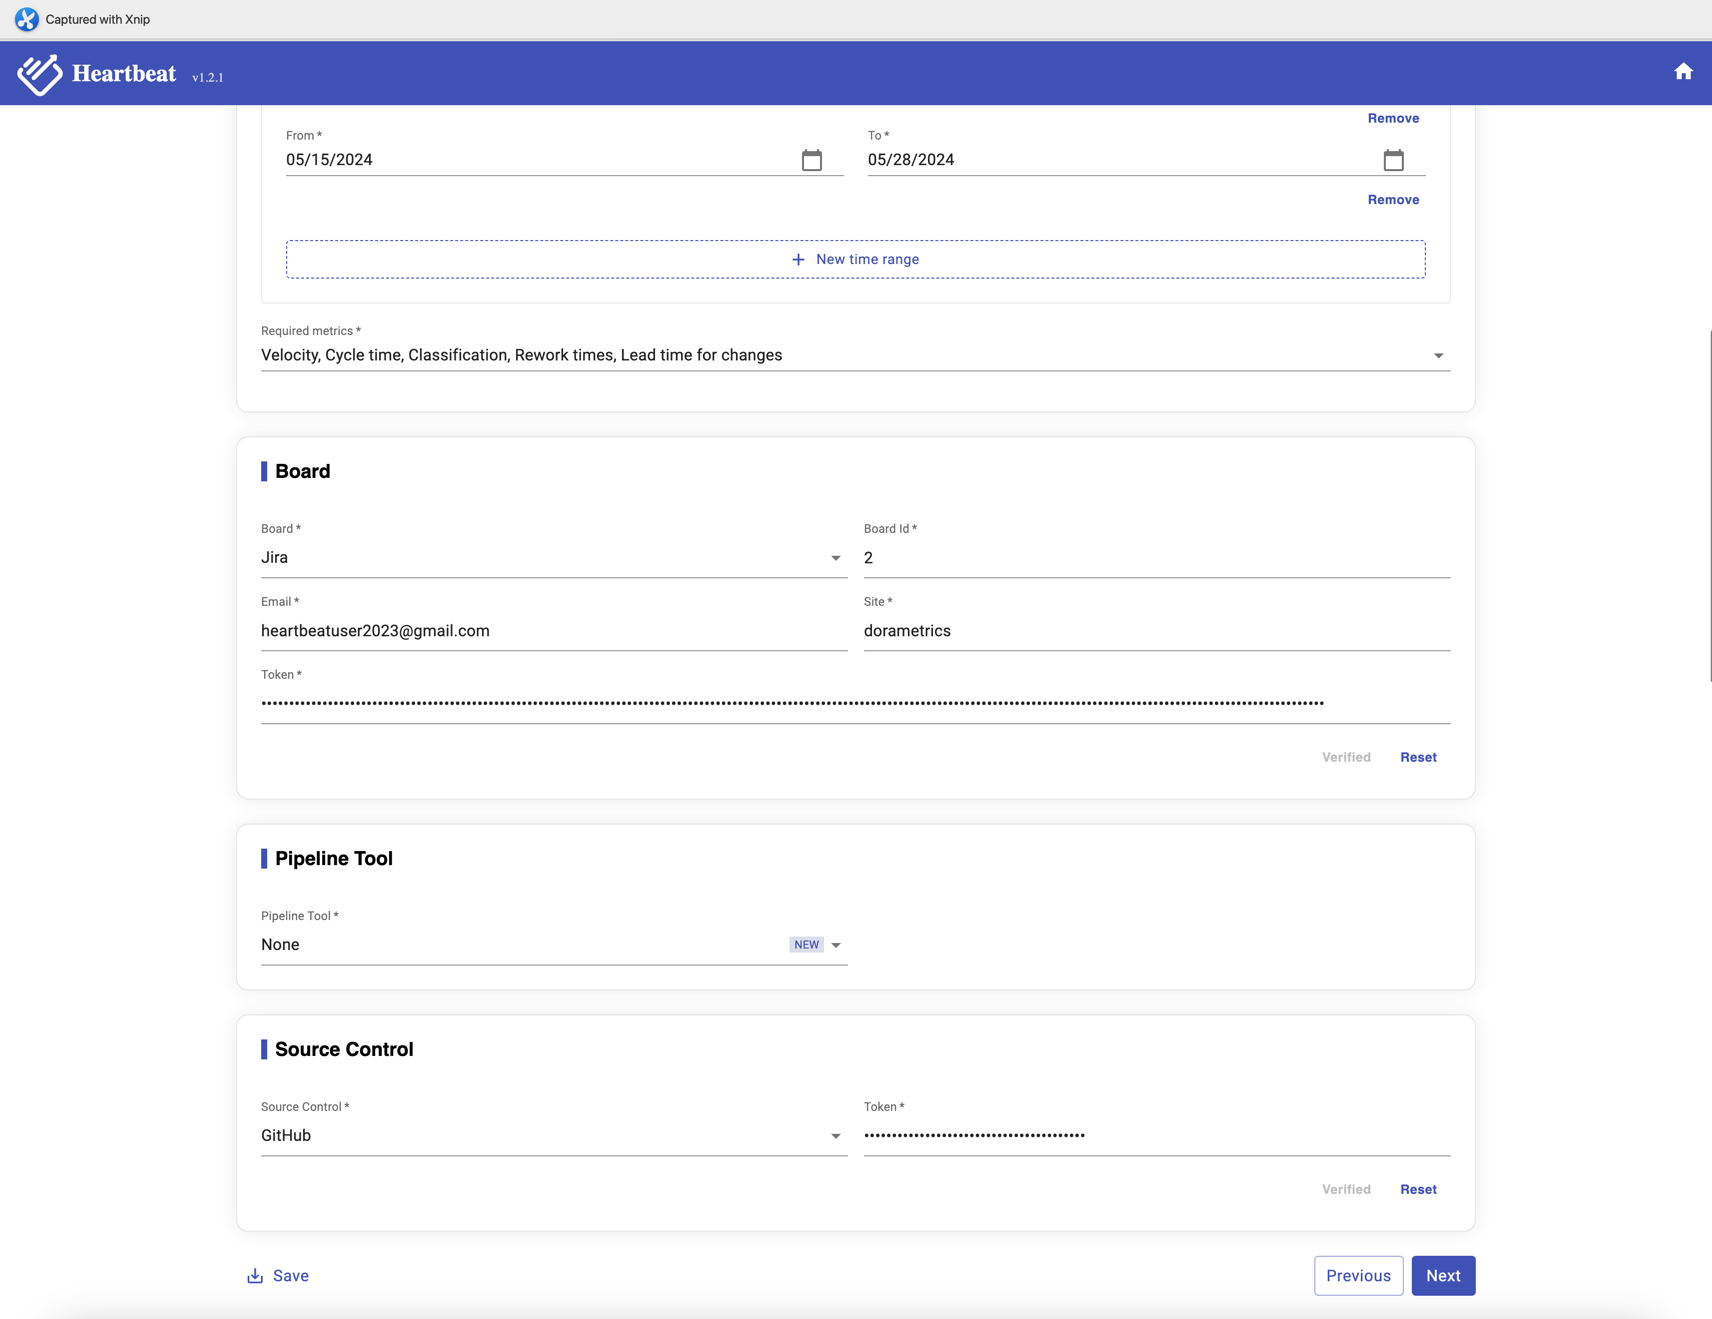 Captured with Xnip
Heartbeat v1.2.1
Remove
From *
To *
05/15/2024
05/28/2024
Remove
+ New time range
Required metrics *
Velocity, Cycle time, Classification, Rework times, Lead time for changes
Board
Board *
Board Id *
Jira
2
Email *
Site *
heartbeatuser2023@gmail.com
dorametrics
Token *
Verified
Reset
Pipeline Tool
Pipeline Tool *
None
NEW
Source Control
Source Control *
Token *
GitHub
Verified
Reset
Save
Previous
Next